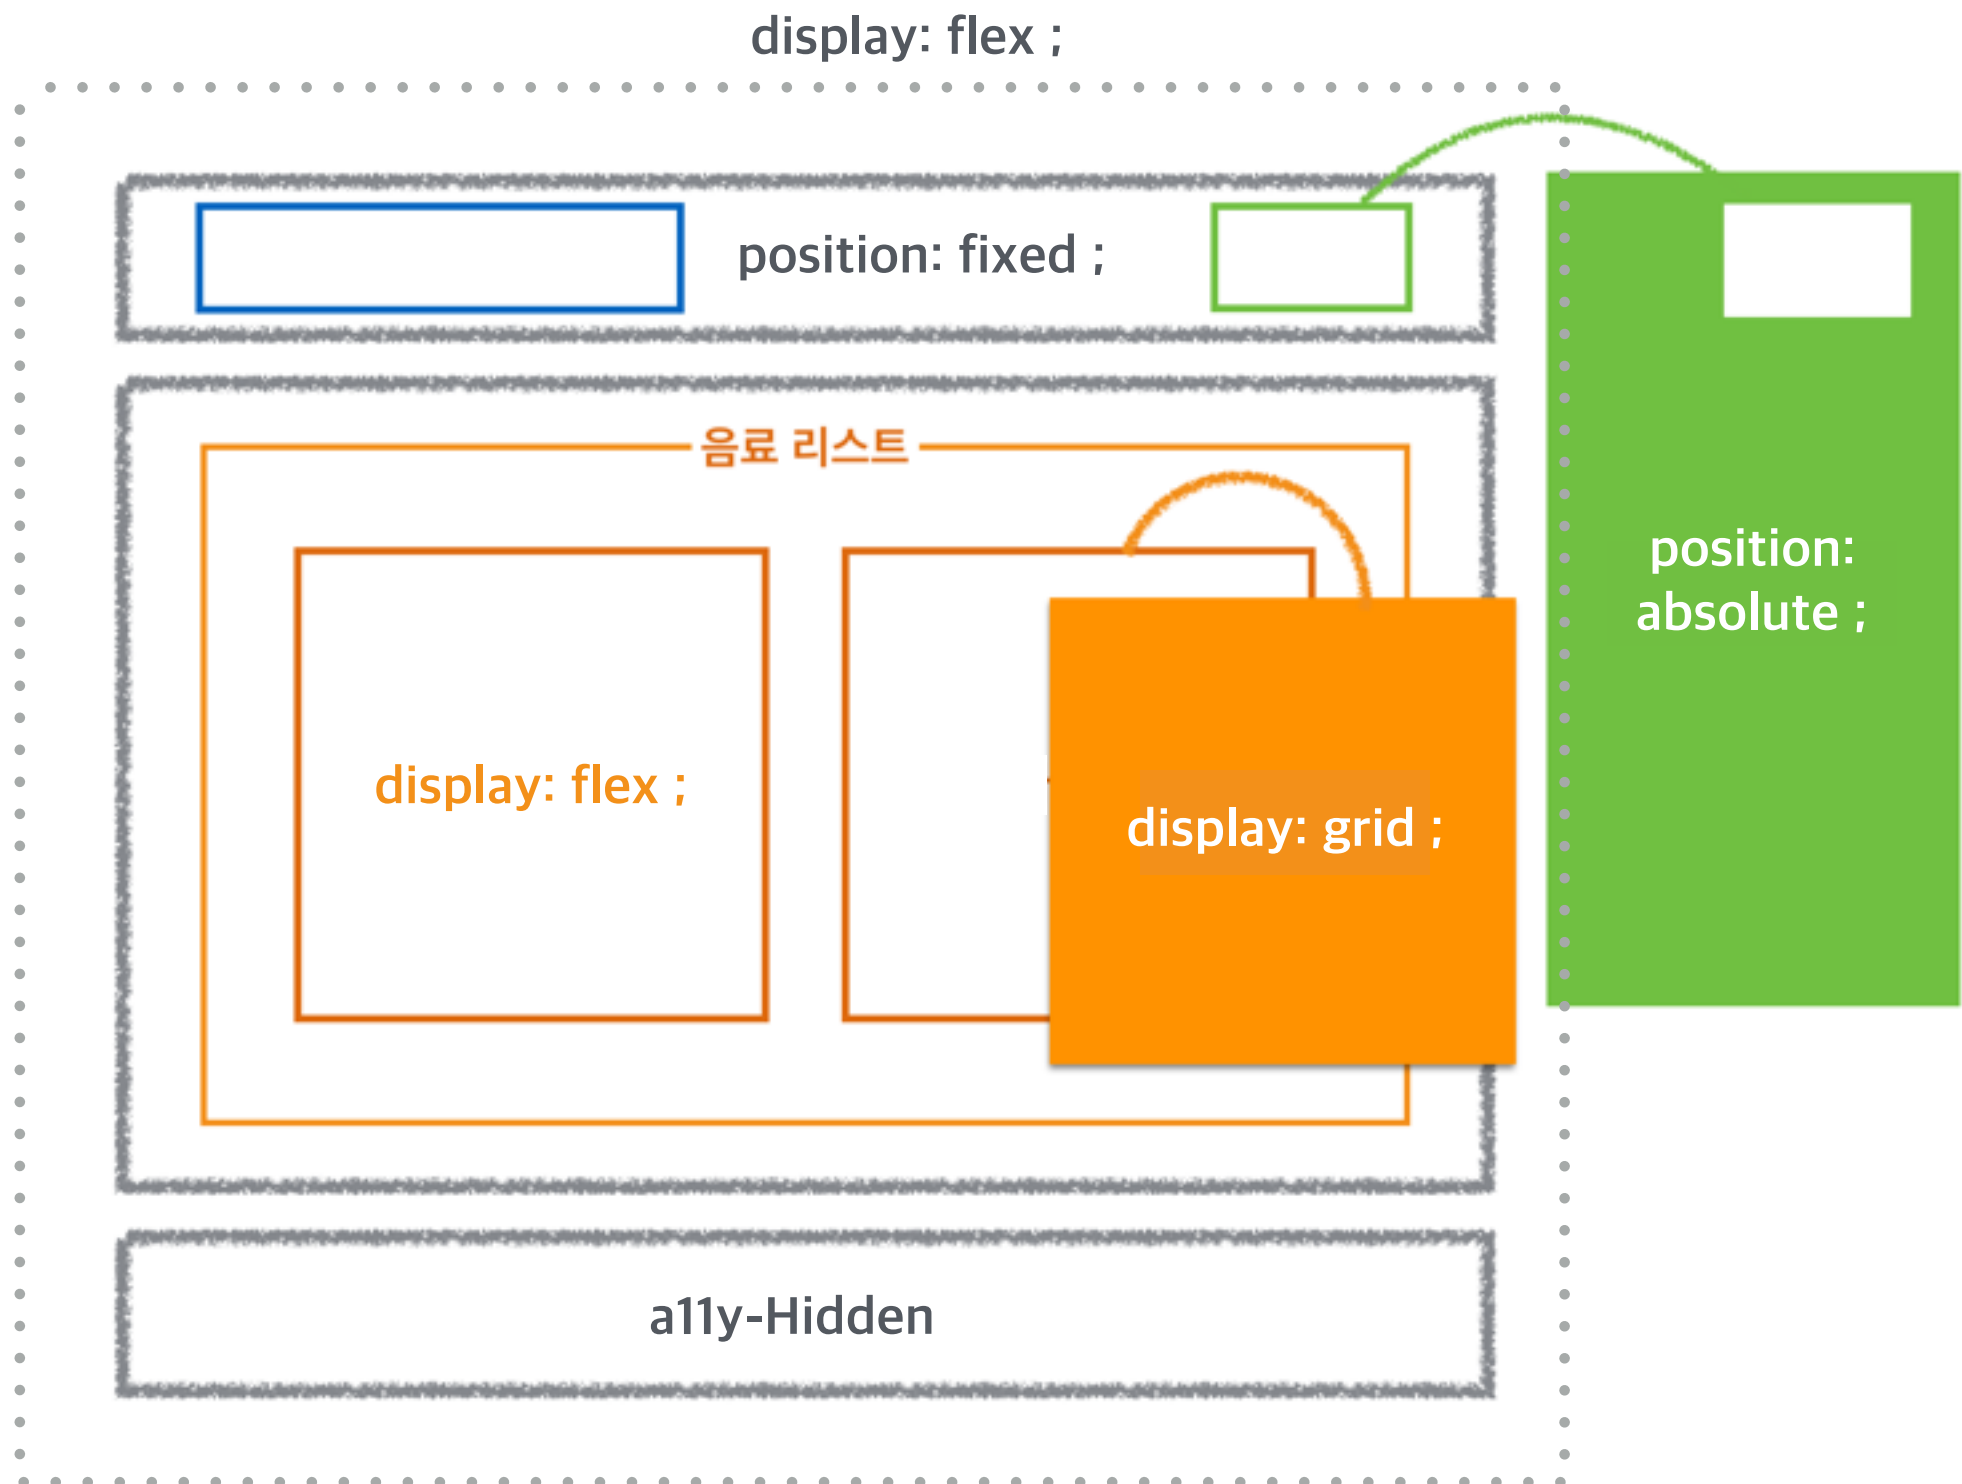 display: flex ;
position: fixed ;
음료 리스트
position:
absolute ;
display: flex ;
display: grid ;
a11y-Hidden